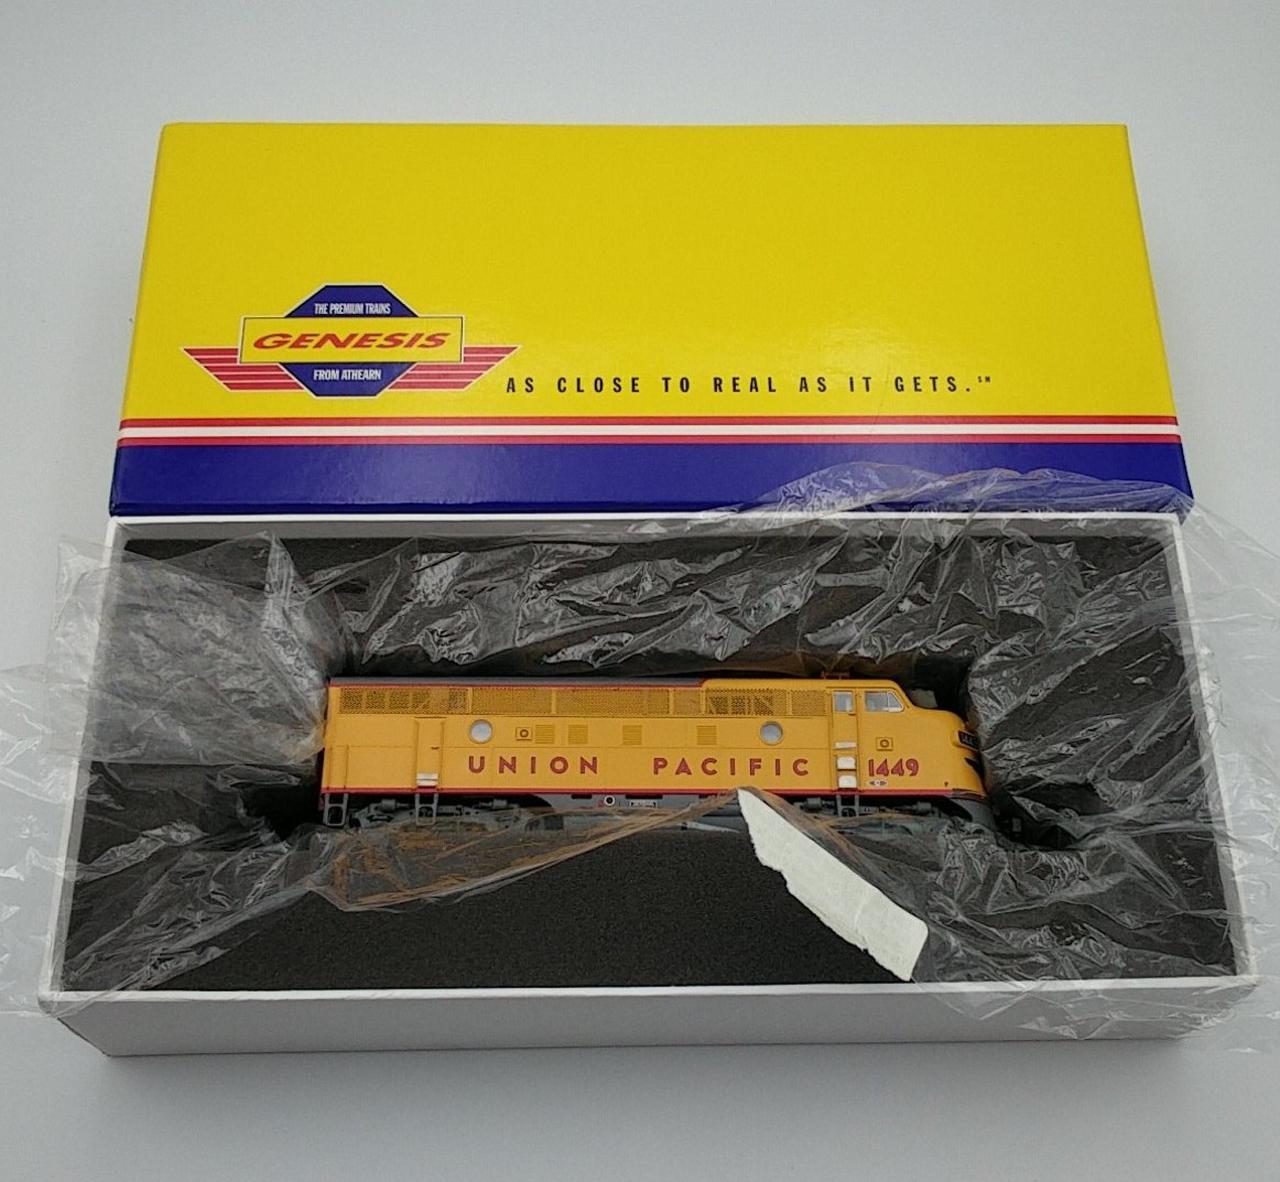 THE PREMIUM TRAINS
GENESIS
FROM ATHEARN
AS CLOSE TO REAL AS IT GETS.℠
UNION PACIFIC 1449